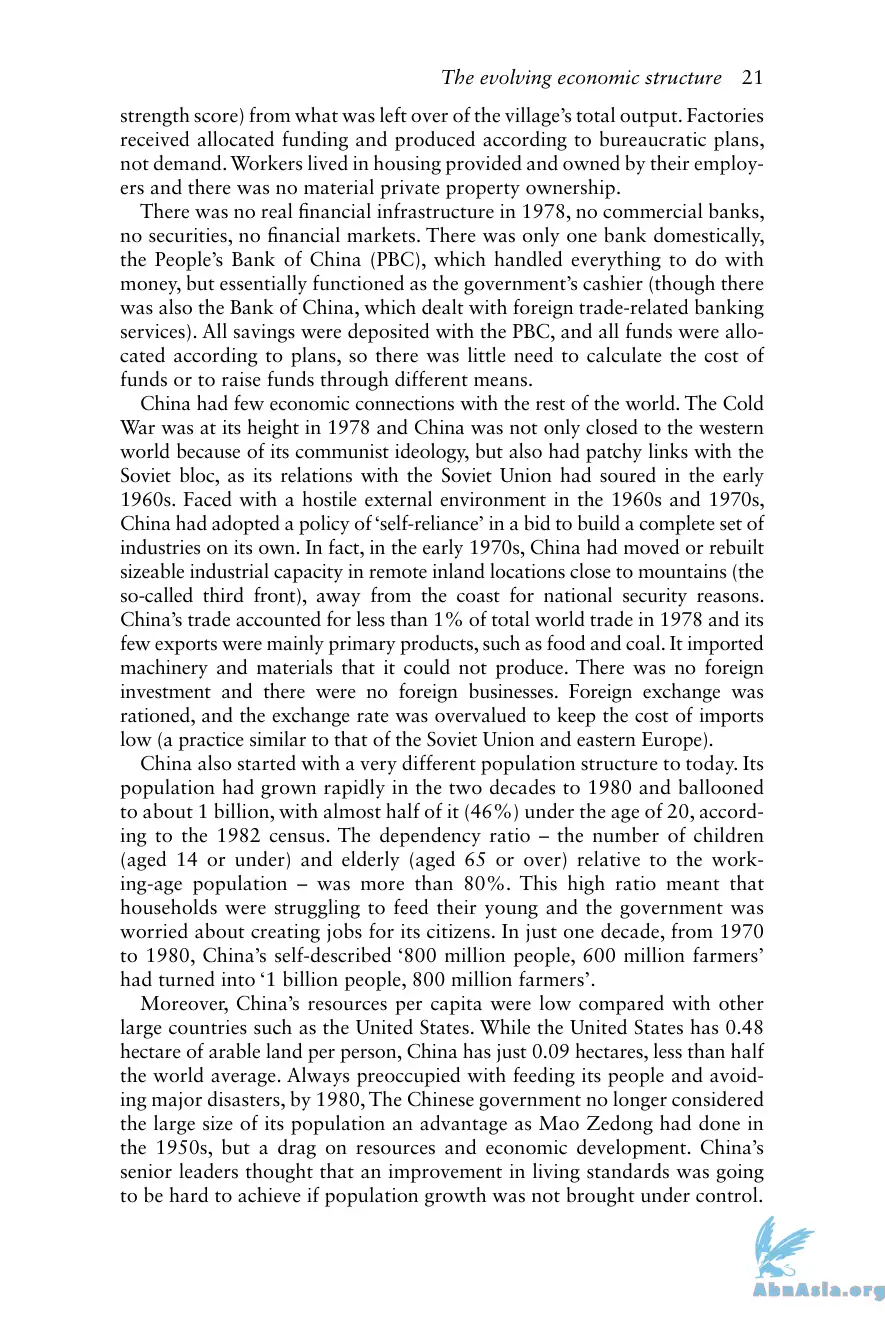 The evolving economic structure 21
strength score) from what was left over of the village’s total output. Factories
received allocated funding and produced according to bureaucratic plans,
not demand. Workers lived in housing provided and owned by their employ-
ers and there was no material private property ownership.
There was no real financial infrastructure in 1978, no commercial banks,
no securities, no financial markets. There was only one bank domestically,
the People’s Bank of China (PBC), which handled everything to do with
money, but essentially functioned as the government’s cashier (though there
was also the Bank of China, which dealt with foreign trade-related banking
services). All savings were deposited with the PBC, and all funds were allo-
cated according to plans, so there was little need to calculate the cost of
funds or to raise funds through different means.
China had few economic connections with the rest of the world. The Cold
War was at its height in 1978 and China was not only closed to the western
world because of its communist ideology, but also had patchy links with the
Soviet bloc, as its relations with the Soviet Union had soured in the early
1960s. Faced with a hostile external environment in the 1960s and 1970s,
China had adopted a policy of ‘self-reliance’ in a bid to build a complete set of
industries on its own. In fact, in the early 1970s, China had moved or rebuilt
sizeable industrial capacity in remote inland locations close to mountains (the
so-called third front), away from the coast for national security reasons.
China’s trade accounted for less than 1% of total world trade in 1978 and its
few exports were mainly primary products, such as food and coal. It imported
machinery and materials that it could not produce. There was no foreign
investment and there were no foreign businesses. Foreign exchange was
rationed, and the exchange rate was overvalued to keep the cost of imports
low (a practice similar to that of the Soviet Union and eastern Europe).
China also started with a very different population structure to today. Its
population had grown rapidly in the two decades to 1980 and ballooned
to about 1 billion, with almost half of it (46%) under the age of 20, accord-
ing to the 1982 census. The dependency ratio – the number of children
(aged 14 or under) and elderly (aged 65 or over) relative to the work-
ing-age population – was more than 80%. This high ratio meant that
households were struggling to feed their young and the government was
worried about creating jobs for its citizens. In just one decade, from 1970
to 1980, China’s self-described ‘800 million people, 600 million farmers’
had turned into ‘1 billion people, 800 million farmers’.
Moreover, China’s resources per capita were low compared with other
large countries such as the United States. While the United States has 0.48
hectare of arable land per person, China has just 0.09 hectares, less than half
the world average. Always preoccupied with feeding its people and avoid-
ing major disasters, by 1980, The Chinese government no longer considered
the large size of its population an advantage as Mao Zedong had done in
the 1950s, but a drag on resources and economic development. China’s
senior leaders thought that an improvement in living standards was going
to be hard to achieve if population growth was not brought under control.
AbnAsia.org